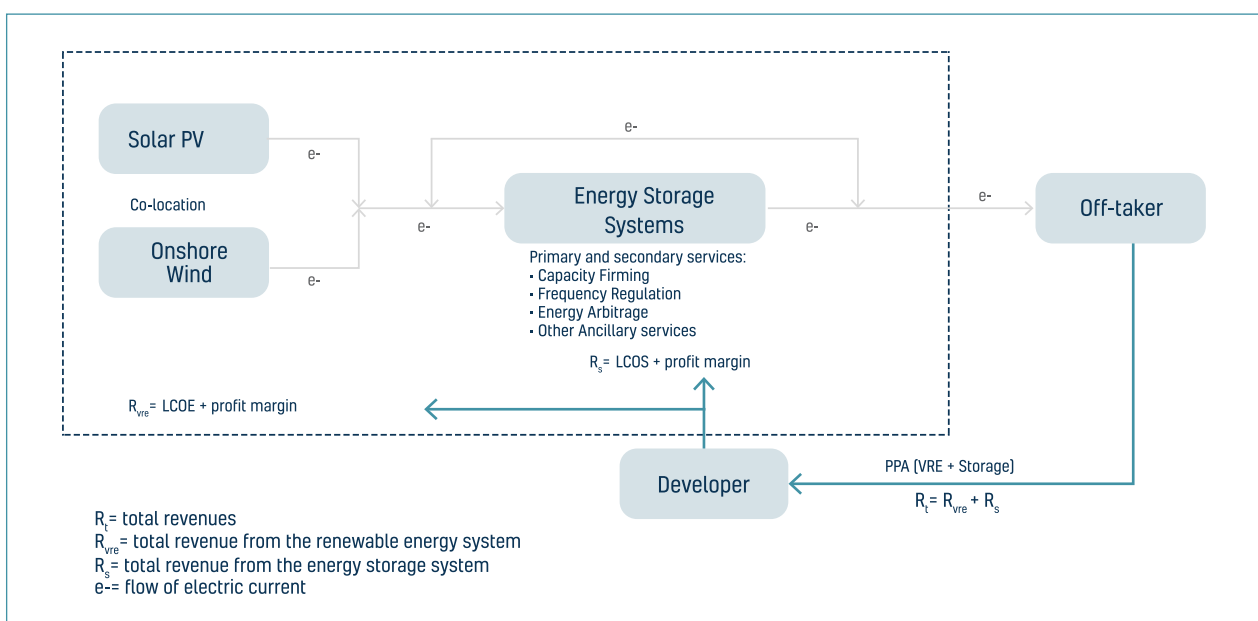 Solar PV
e-
e-
Co-location
Onshore
Wind
e-
e-
Energy Storage
Systems
e-
e-
Off-taker
Primary and secondary services:
▪ Capacity Firming
▪ Frequency Regulation
▪ Energy Arbitrage
▪ Other Ancillary services
Rs= LCOS + profit margin
Rvre= LCOE + profit margin
Developer
PPA (VRE + Storage)
Rt= Rvre + Rs
Rt= total revenues
Rvre= total revenue from the renewable energy system
Rs= total revenue from the energy storage system
e-= flow of electric current